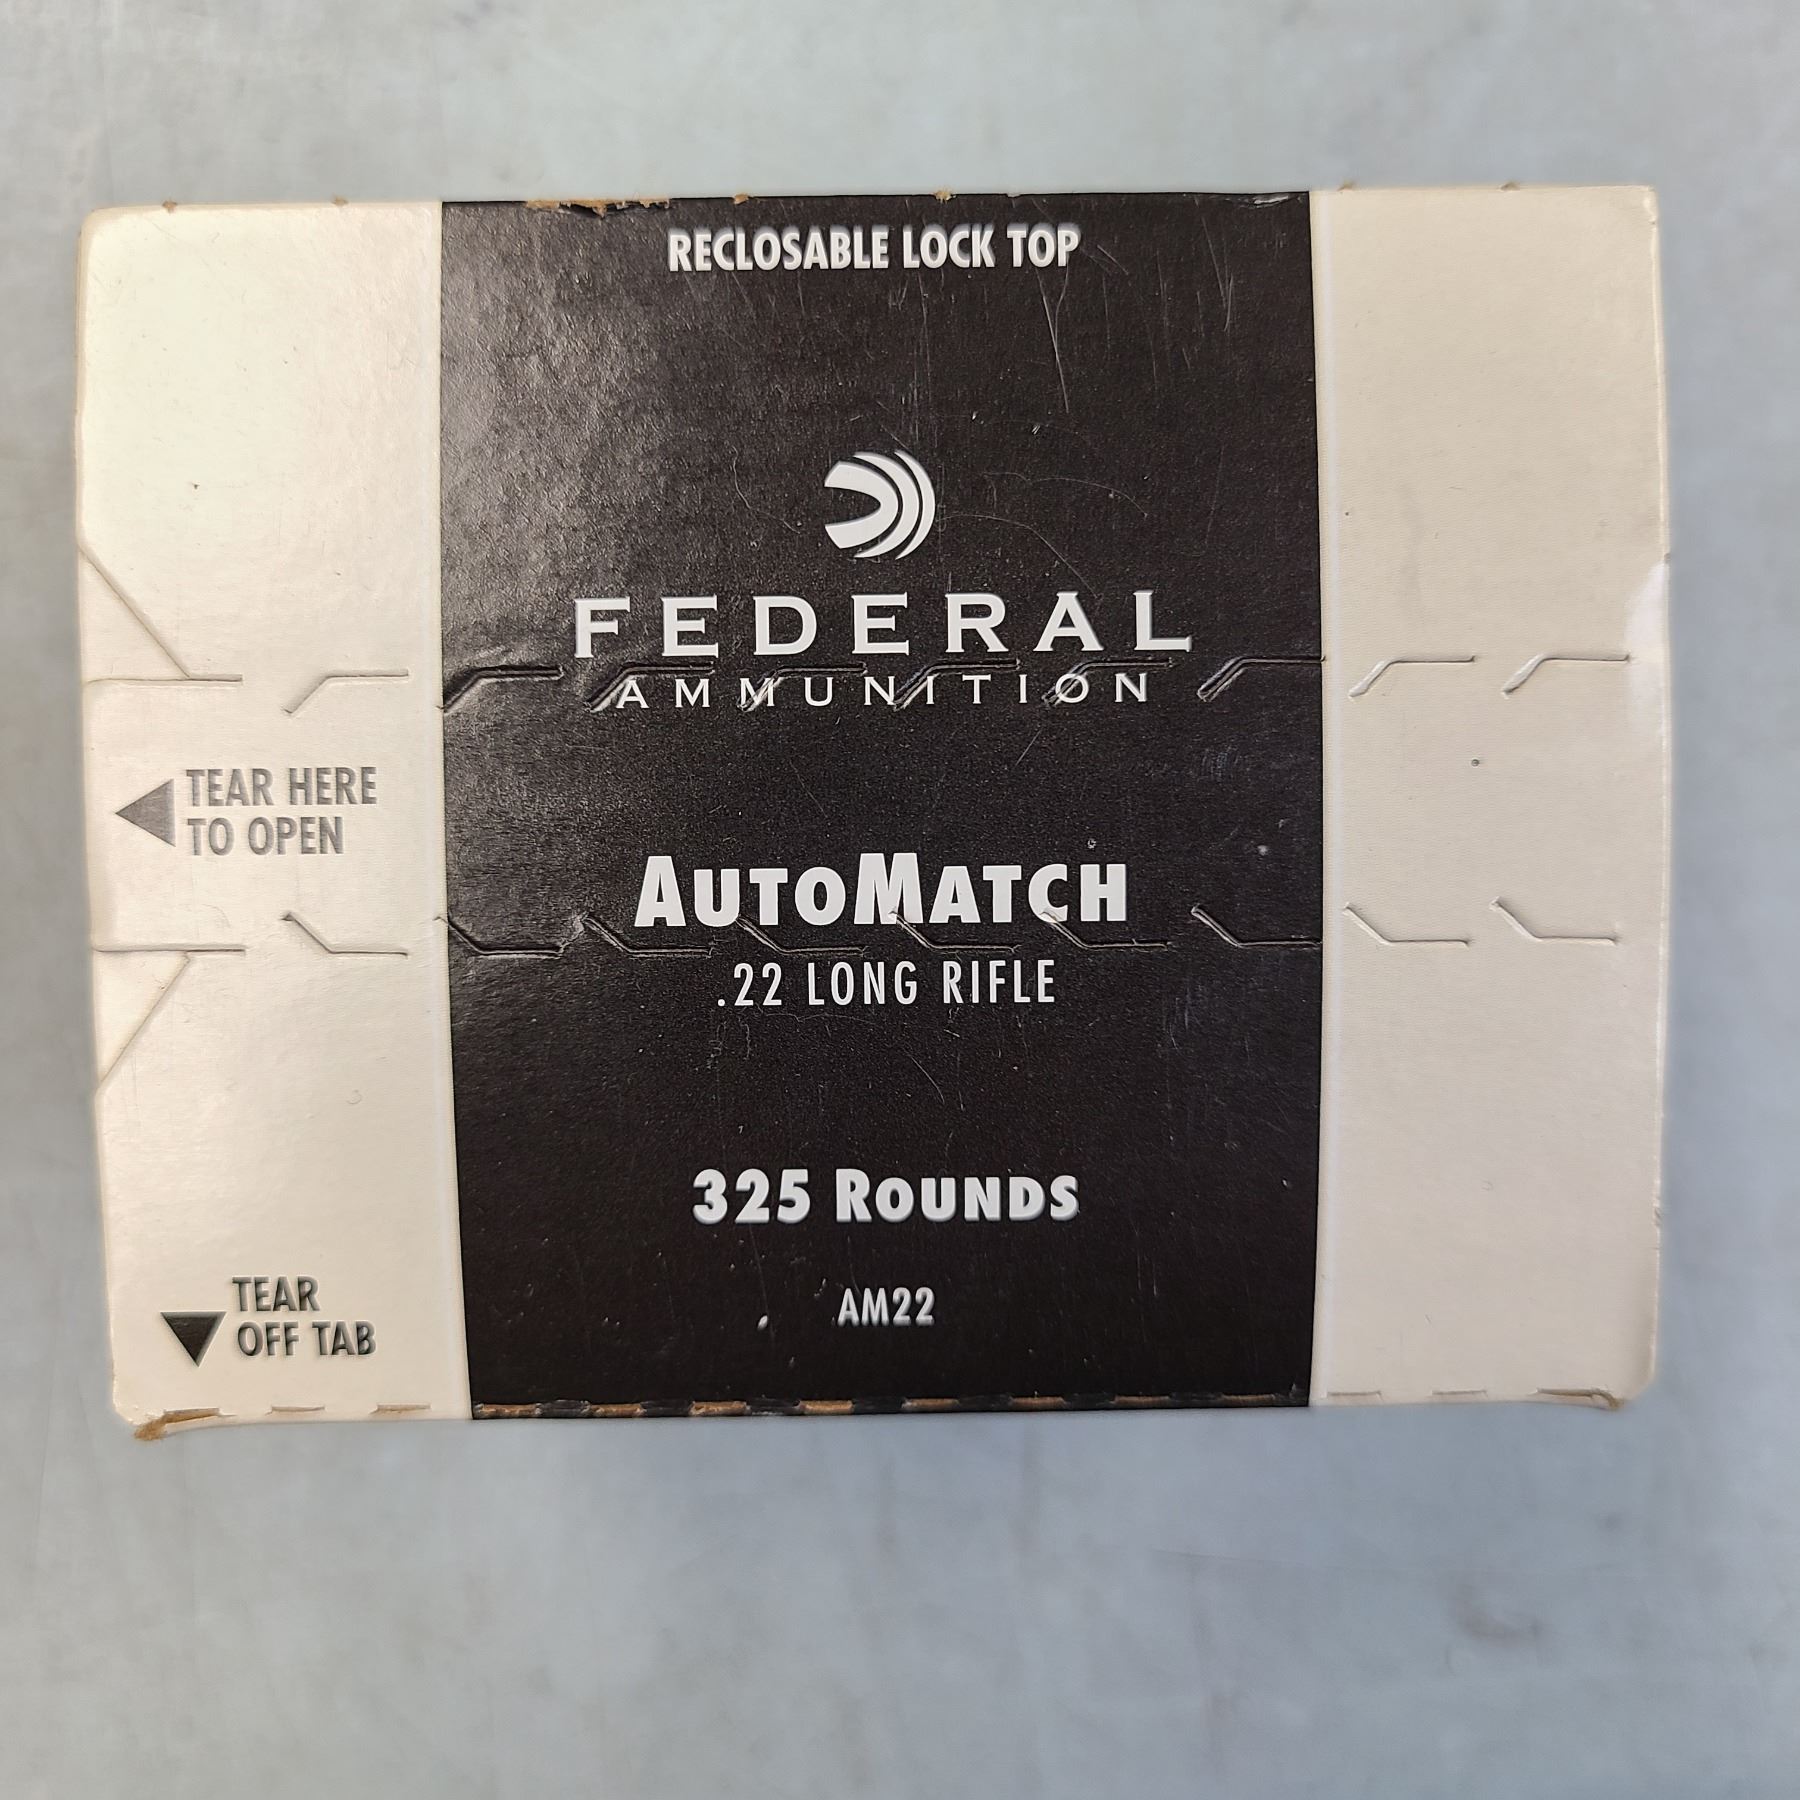 RECLOSABLE LOCK TOP
FEDERAL
AMMUNITION
TEAR HERE
TO OPEN
AUTOMATCH
.22 LONG RIFLE
325 ROUNDS
AM22
TEAR
OFF TAB